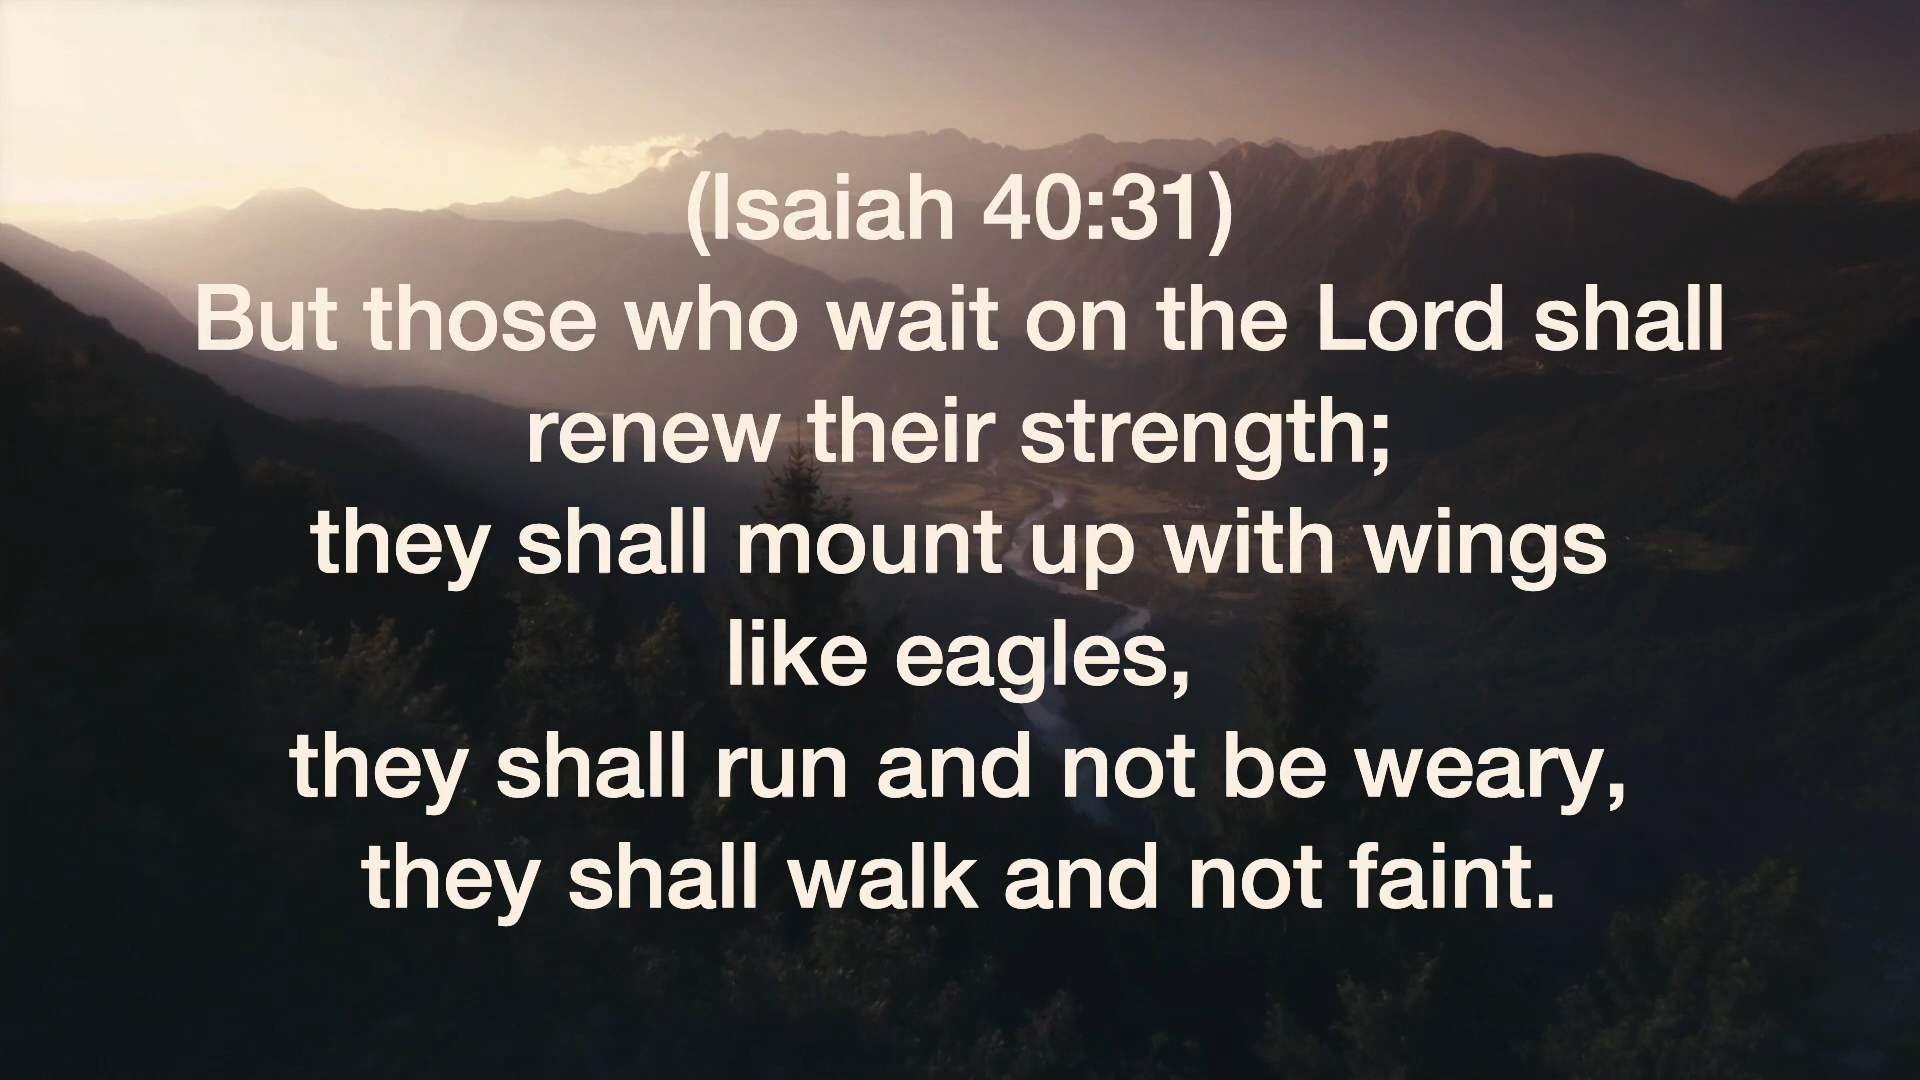 (Isaiah 40:31)
But those who wait on the Lord shall
renew their strength;
they shall mount up with wings
like eagles,
they shall run and not be weary,
they shall walk and not faint.